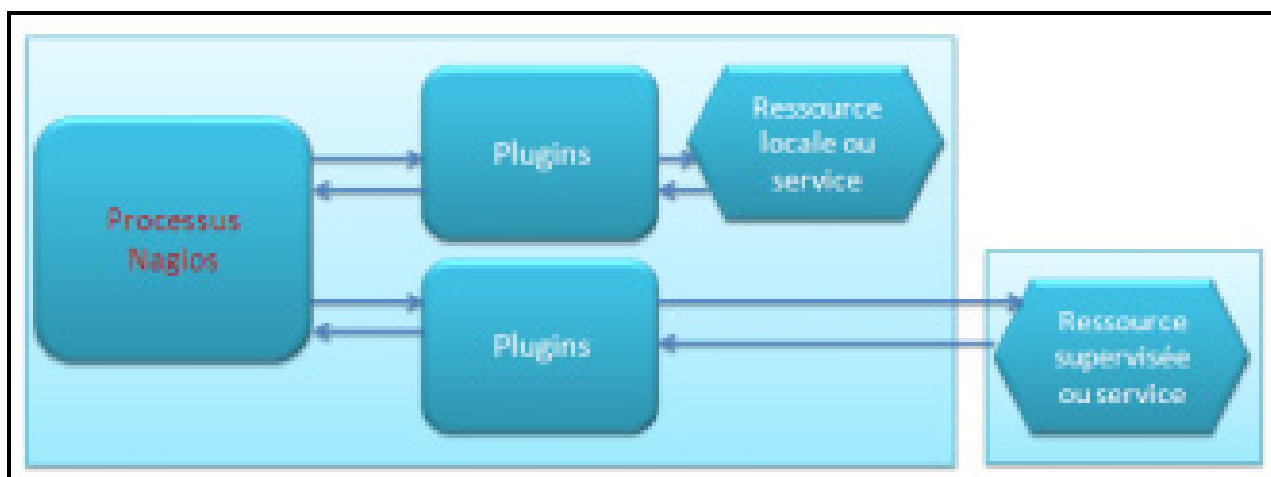 Processus
Nagios
Plugins
Ressource
locale ou
service
Plugins
Ressource
supervisée
ou service